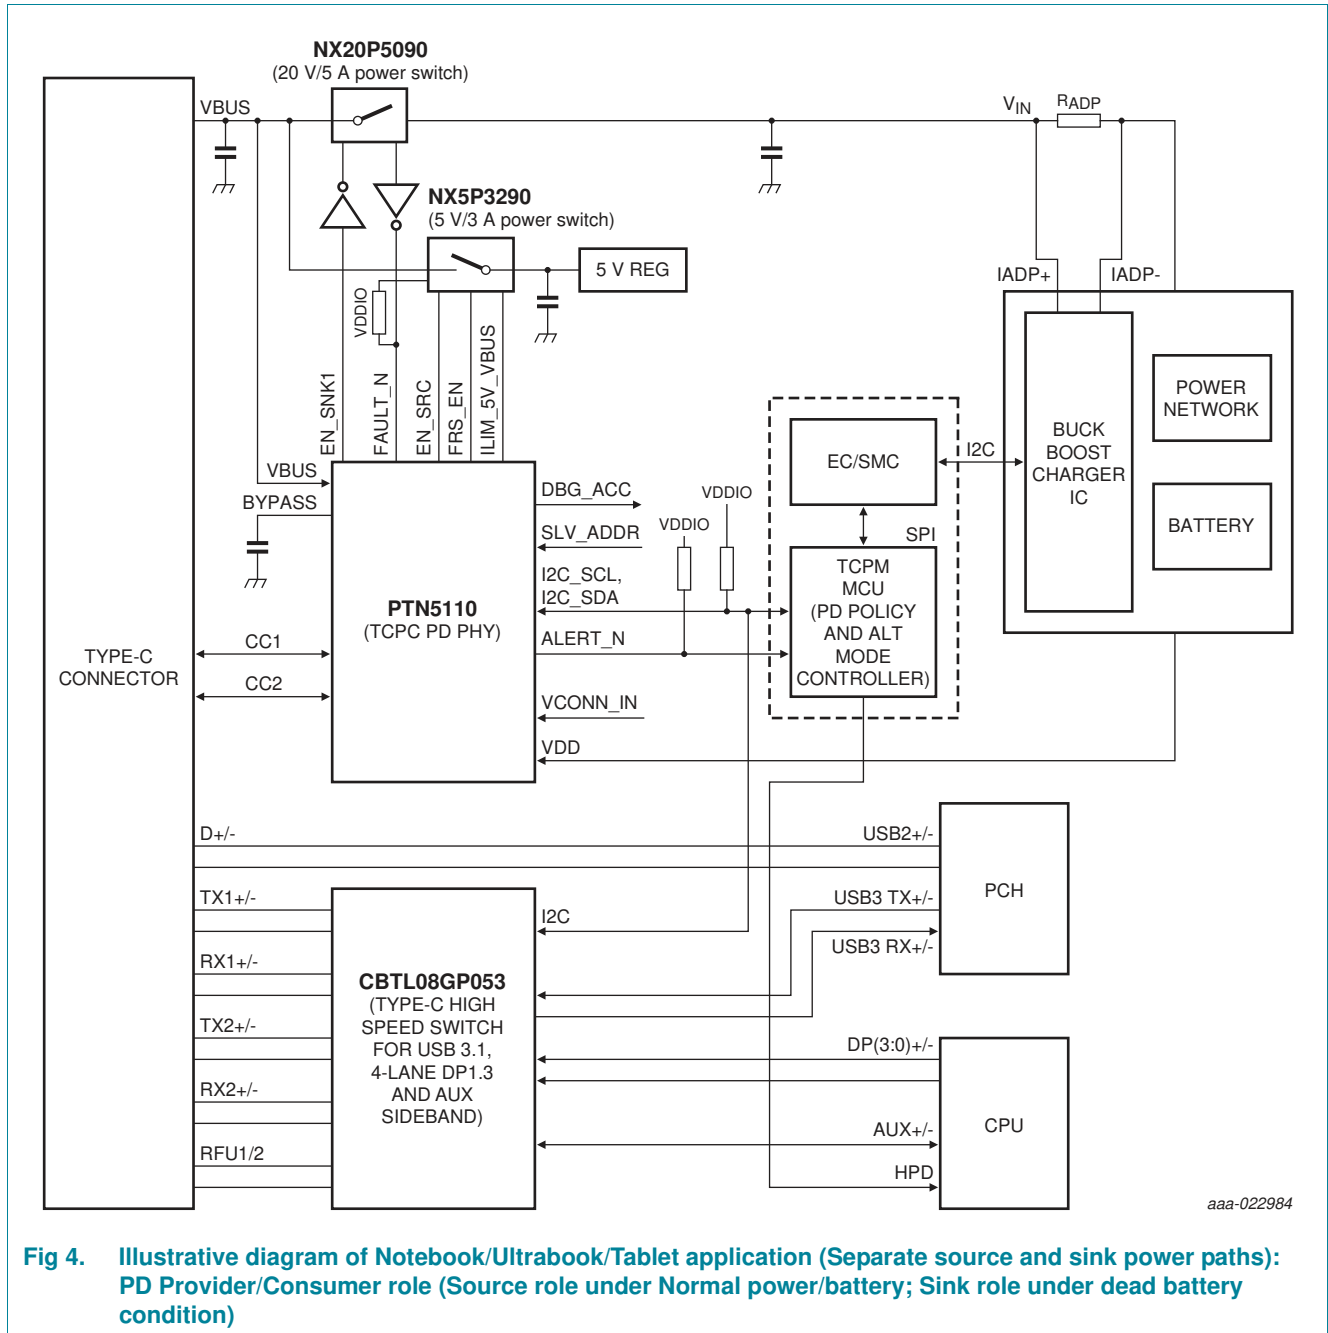 NX20P5090
(20 V/5 A power switch)
VBUS
VIN
RADP
NX5P3290
(5 V/3 A power switch)
5 V REG
IADP+
IADP-
VDDIO
EN_SNK1
FAULT_N
EN_SRC
FRS_EN
ILIM_5V_VBUS
POWER
NETWORK
BUCK
BOOST
CHARGER
IC
BATTERY
EC/SMC
I2C
SPI
TCPM
MCU
(PD POLICY
AND ALT
MODE
CONTROLLER)
VBUS
BYPASS
DBG_ACC
VDDIO
VDDIO
SLV_ADDR
I2C_SCL,
I2C_SDA
ALERT_N
PTN5110
(TCPC PD PHY)
VCONN_IN
VDD
CC1
CC2
TYPE-C
CONNECTOR
D+/-
USB2+/-
TX1+/-
USB3 TX+/-
PCH
I2C
USB3 RX+/-
RX1+/-
CBTL08GP053
(TYPE-C HIGH
SPEED SWITCH
FOR USB 3.1,
4-LANE DP1.3
AND AUX
SIDEBAND)
TX2+/-
DP(3:0)+/-
RX2+/-
CPU
AUX+/-
RFU1/2
HPD
aaa-022984
Fig 4. Illustrative diagram of Notebook/Ultrabook/Tablet application (Separate source and sink power paths):
PD Provider/Consumer role (Source role under Normal power/battery; Sink role under dead battery
condition)